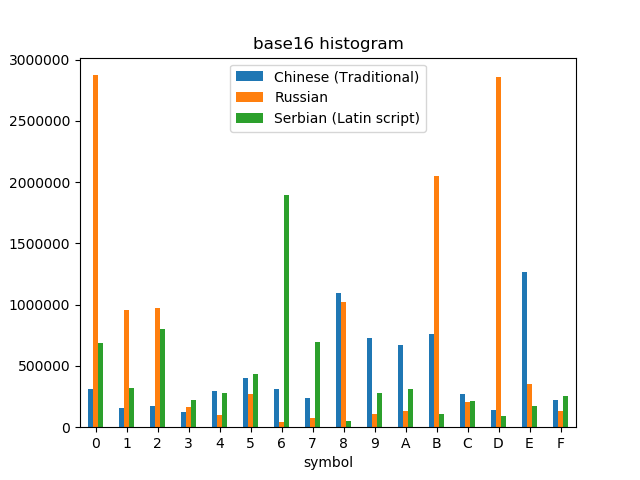 base16 histogram
Chinese (Traditional)
Russian
Serbian (Latin script)
3000000
2500000
2000000
1500000
1000000
500000
0
0 1 2 3 4 5 6 7 8 9 A B C D E F
symbol